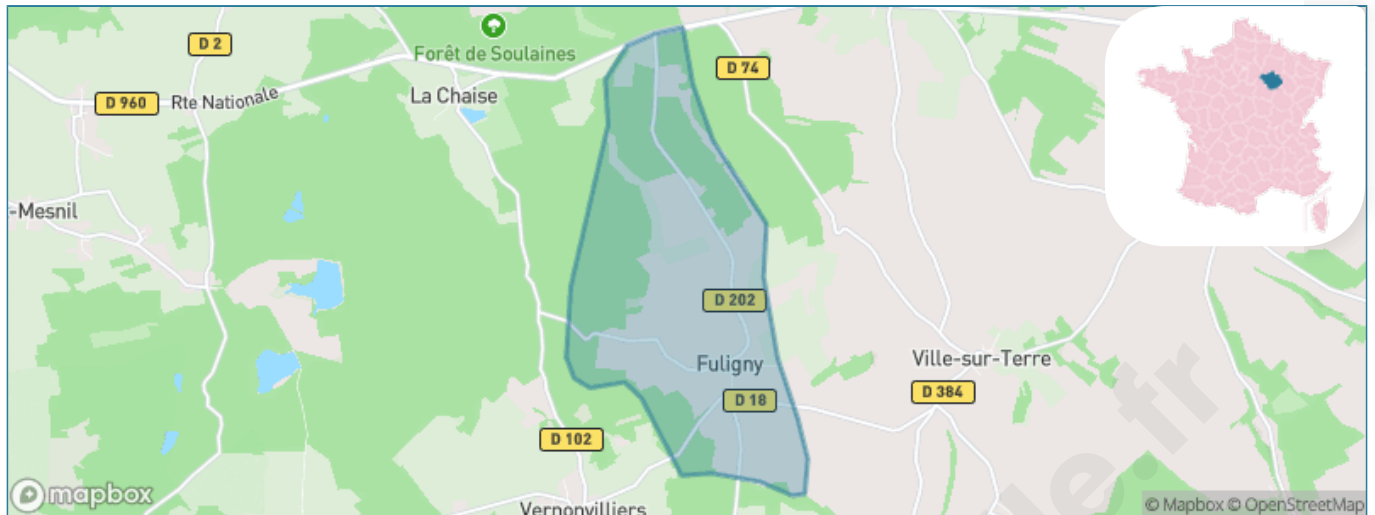 D 2
Forêt de Soulaines
D 74
La Chaise
D 960
Rte Nationale
-Mesnil
D 202
Fuligny
Ville-sur-Terre
D 384
D 18
D 102
Vernonvilliers
mapbox
© Mapbox © OpenStreetMap